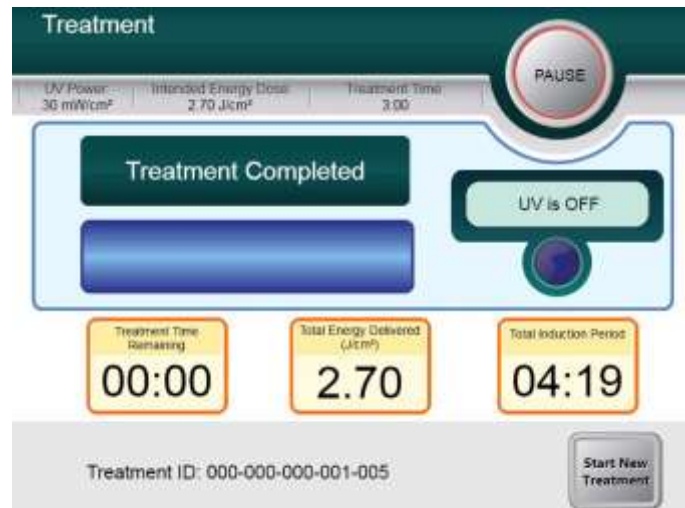 Treatment
PAUSE
UV Power
Intended Energy Dose
Treatment Time
30 mW/cm²
2.70 J/cm²
3:00
Treatment Completed
UV is OFF
Treatment Time
Remaining
Total Energy Delivered
(J/cm²)
Total Induction Period
00:00
2.70
04:19
Treatment ID: 000-000-000-001-005
Start New
Treatment